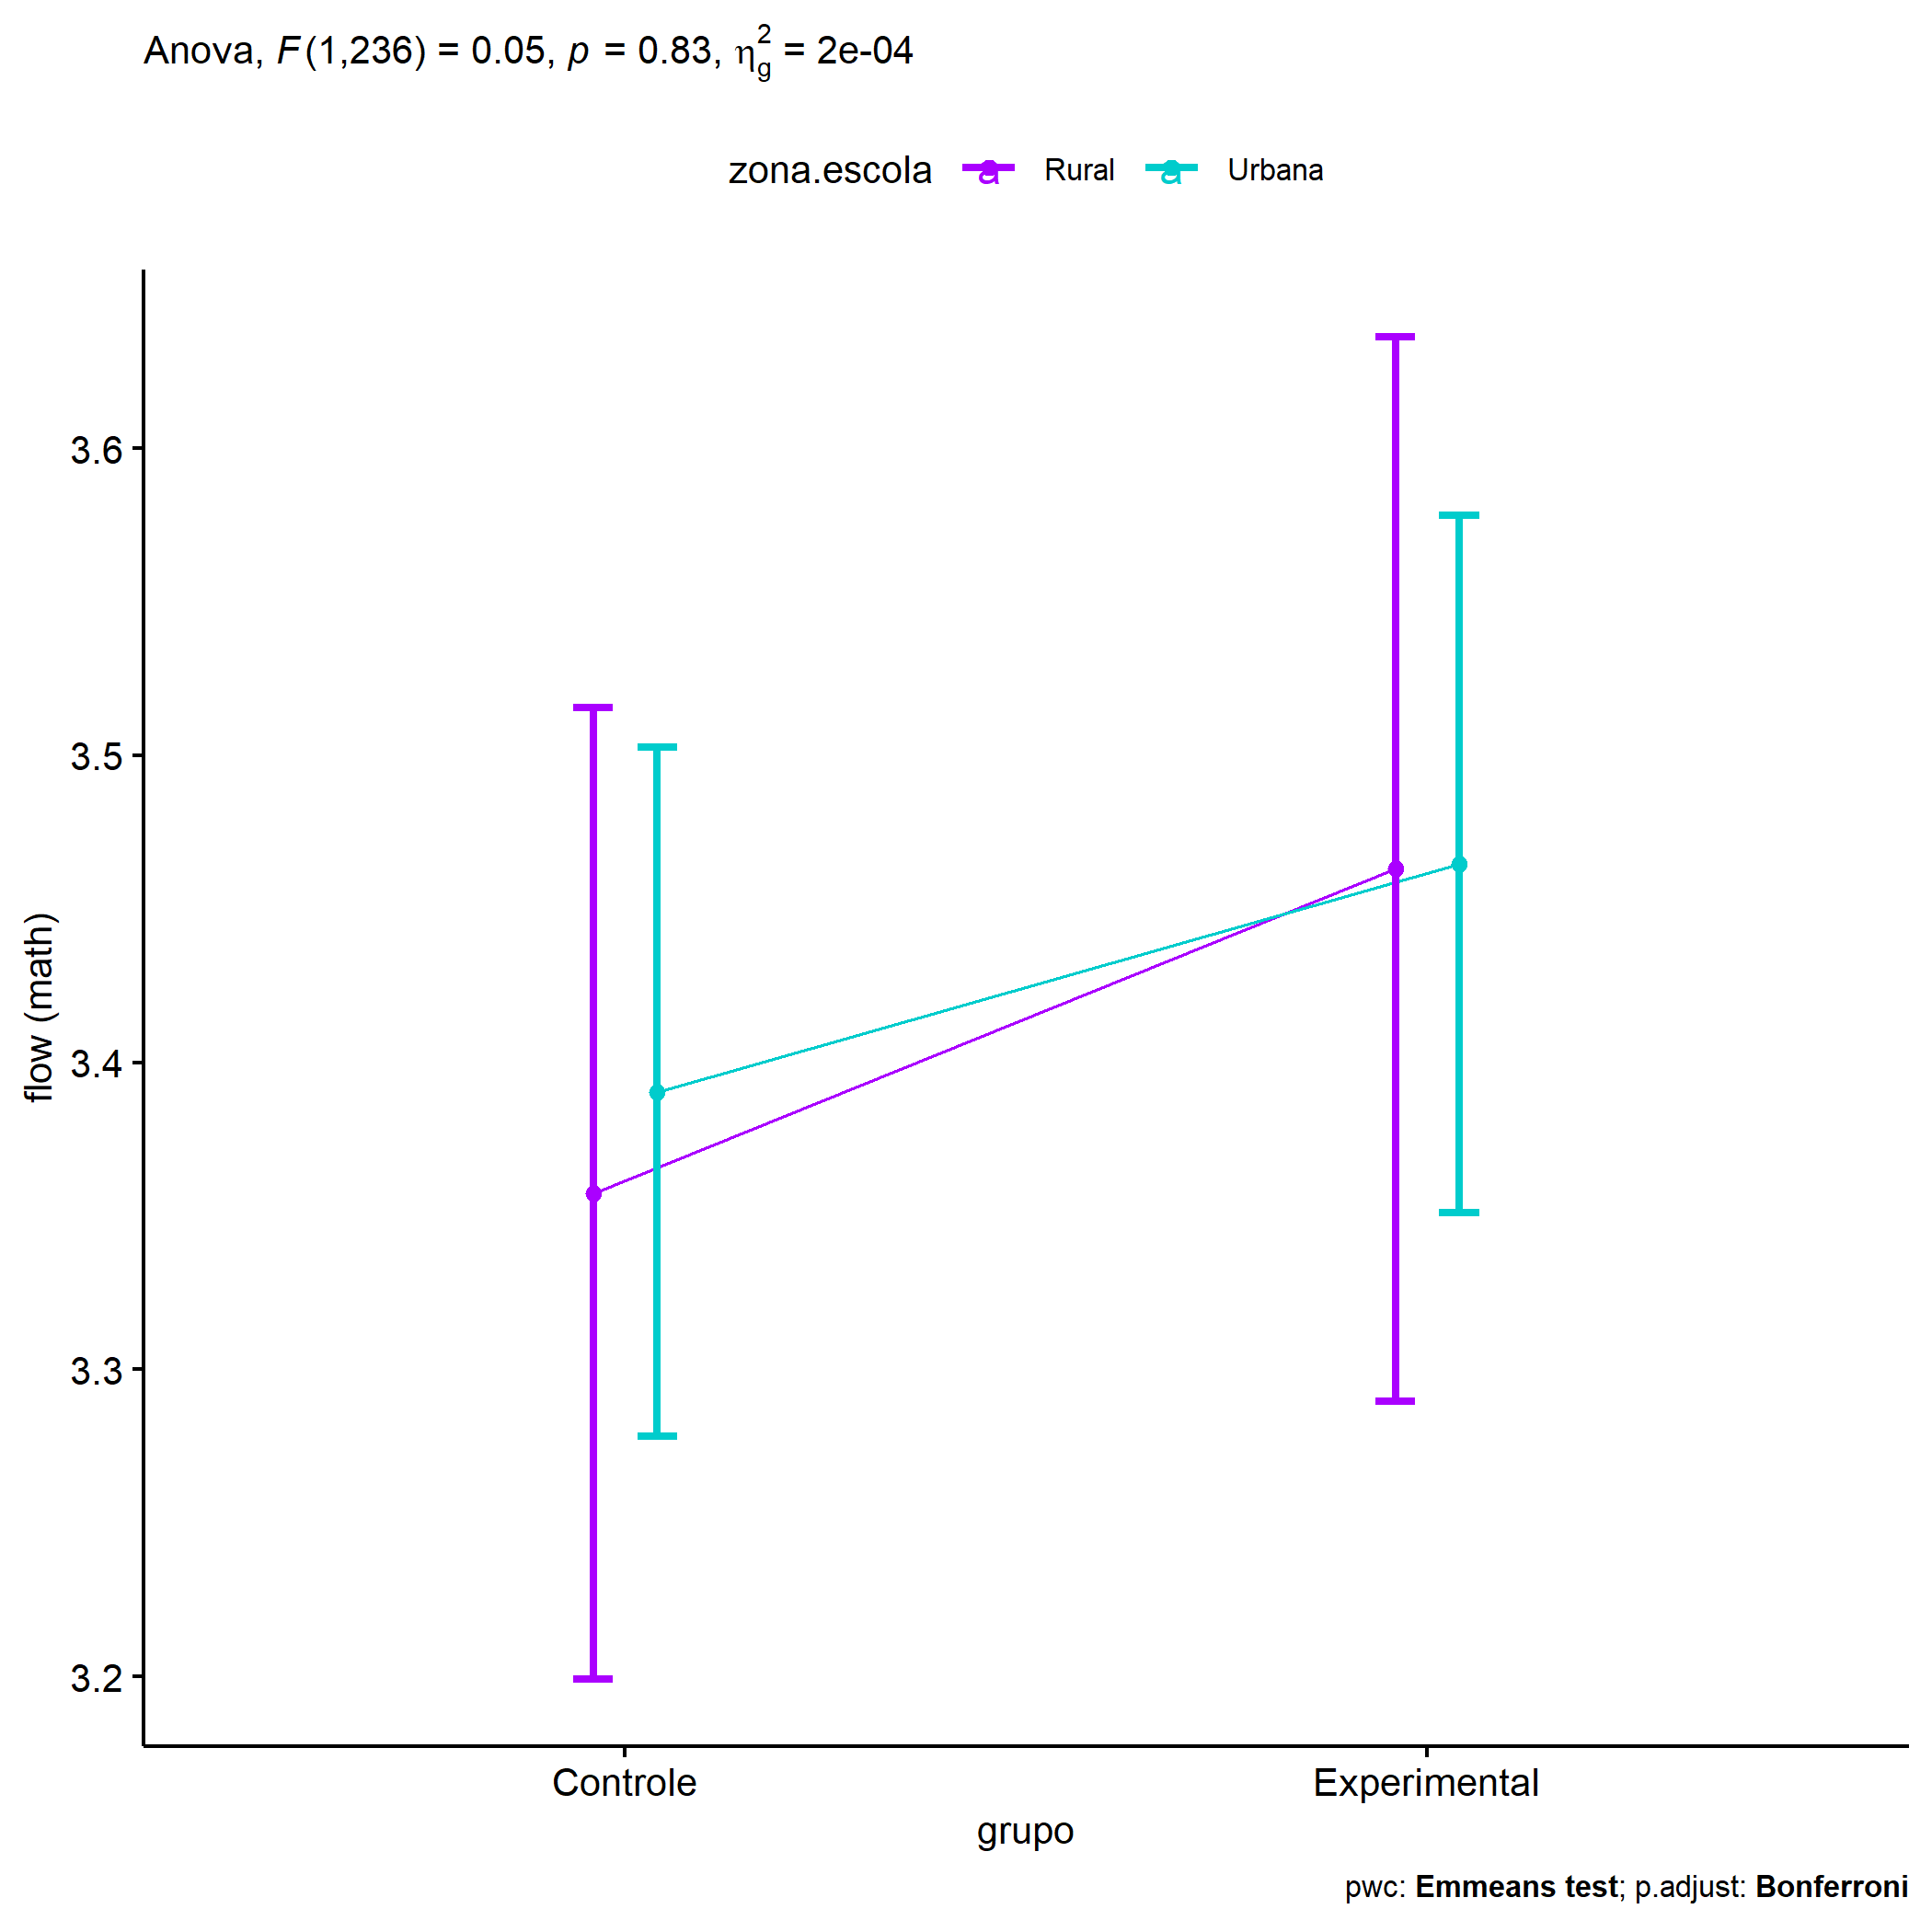 Anova, F(1,236) = 0.05, p = 0.83, η²g = 2e-04
zona.escola a Rural a Urbana
3.6
3.5
3.4
3.3
3.2
flow (math)
Controle Experimental
grupo
pwc: Emmeans test; p.adjust: Bonferroni